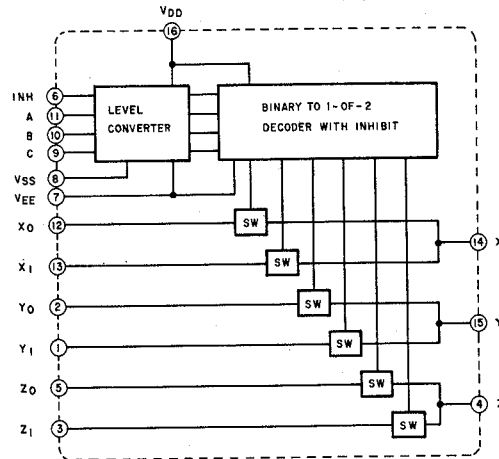 VDD
16
INH 6
A 11
B 10
C 9
VSS 8
VEE 7
LEVEL
CONVERTER
BINARY TO 1-OF-2
DECODER WITH INHIBIT
X0 12 SW
14 X
X1 13 SW
Y0 2 SW
15 Y
Y1 1 SW
Z0 5 SW
4
Z1 3 SW